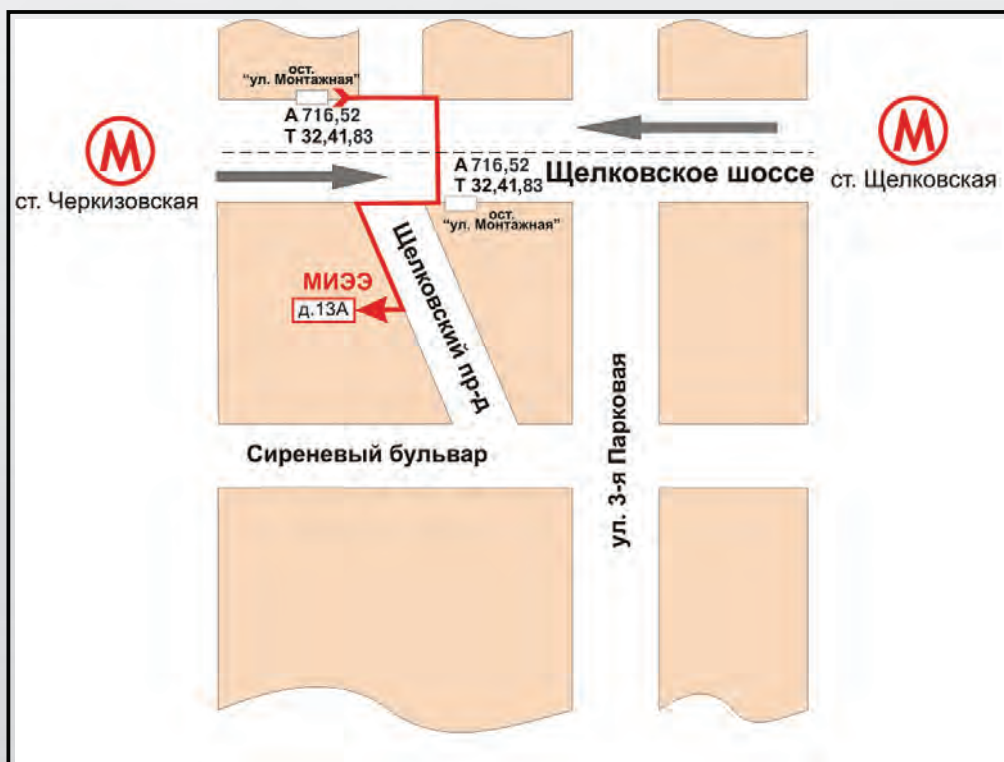 ост.
“ул. Монтажная”
А 716,52
Т 32,41,83
М
ст. Черкизовская
М
ст. Щелковская
А 716,52
Т 32,41,83
Щелковское шоссе
ост.
“ул. Монтажная”
Щелковский пр-д
МИЭЭ
д.13А
Сиреневый бульвар
ул. 3-я Парковая